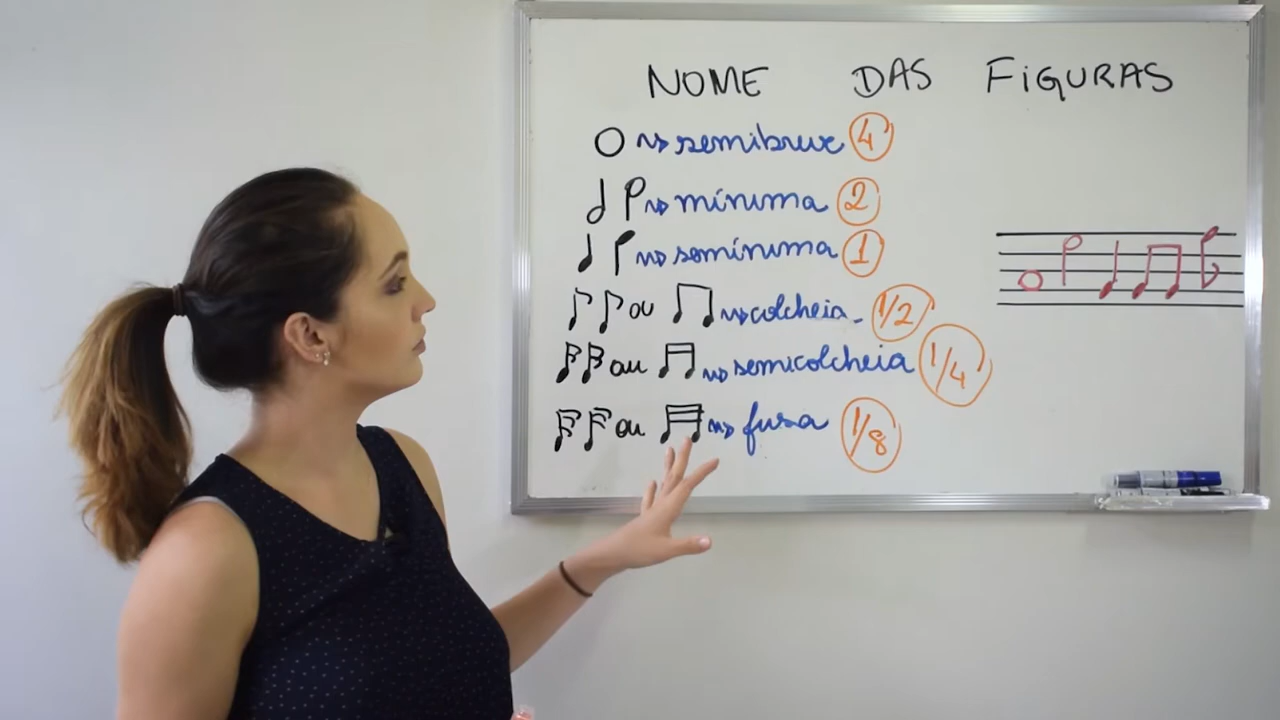 NOME DAS FIGURAS
semibreve 4
mínima 2
semínima 1
ou colcheia 1/2
ou semicolcheia 1/4
ou fusa 1/8